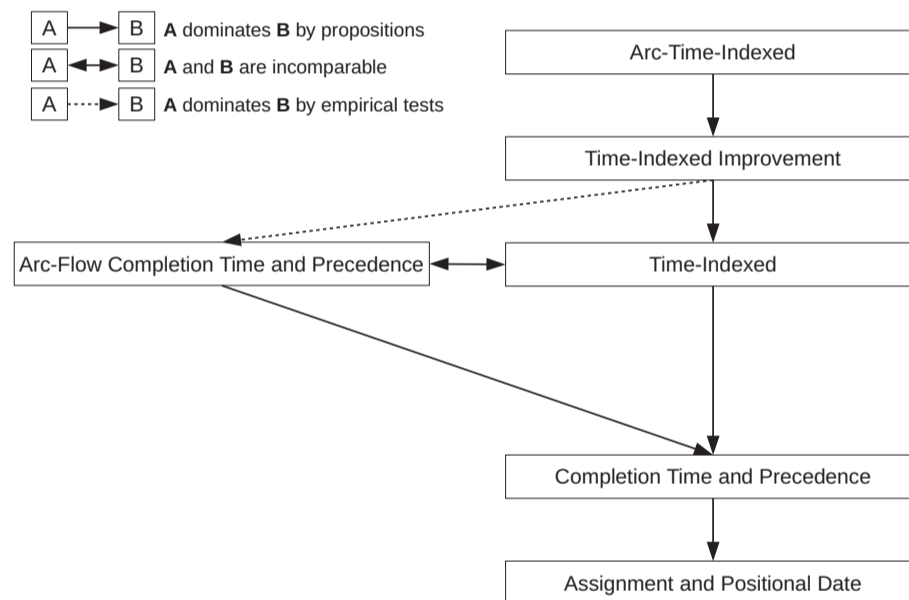 A B A dominates B by propositions
A B A and B are incomparable
A B A dominates B by empirical tests
Arc-Time-Indexed
Time-Indexed Improvement
Arc-Flow Completion Time and Precedence
Time-Indexed
Completion Time and Precedence
Assignment and Positional Date